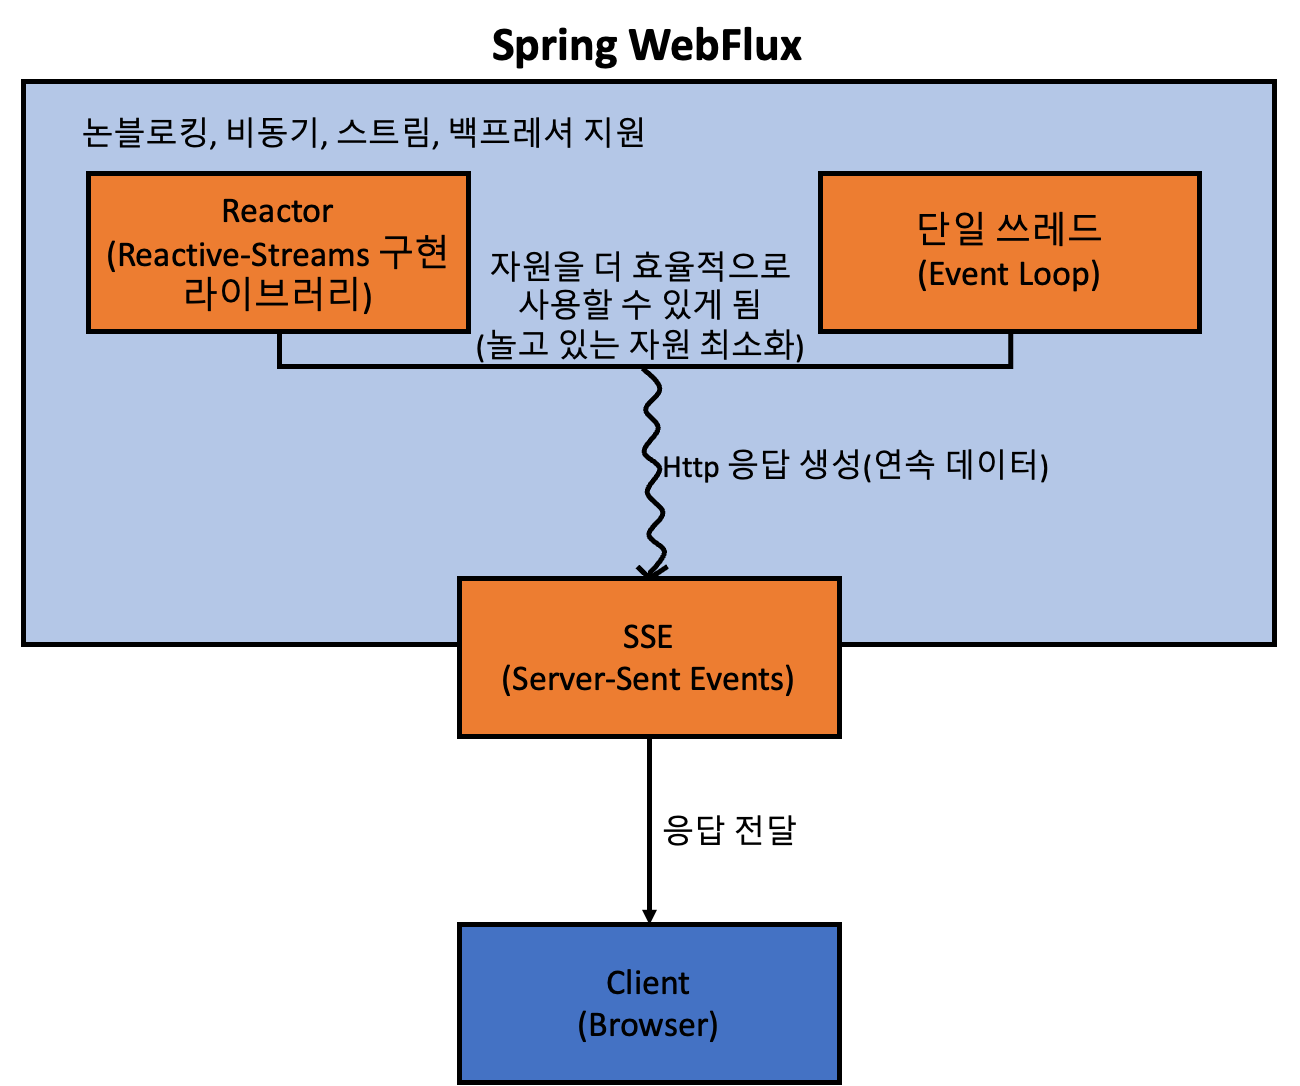 Spring WebFlux
논블로킹, 비동기, 스트림, 백프레셔 지원
Reactor
(Reactive-Streams 구현
라이브러리)
자원을 더 효율적으로
사용할 수 있게 됨
(놀고 있는 자원 최소화)
단일 쓰레드
(Event Loop)
Http 응답 생성(연속 데이터)
SSE
(Server-Sent Events)
응답 전달
Client
(Browser)